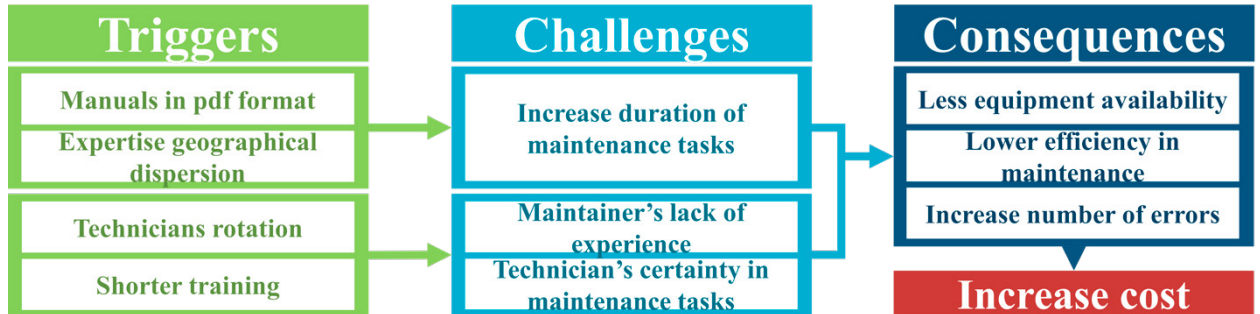 Triggers
Manuals in pdf format
Expertise geographical
dispersion
Technicians rotation
Shorter training
Challenges
Increase duration of
maintenance tasks
Maintainer's lack of
experience
Technician's certainty in
maintenance tasks
Consequences
Less equipment availability
Lower efficiency in
maintenance
Increase number of errors
Increase cost